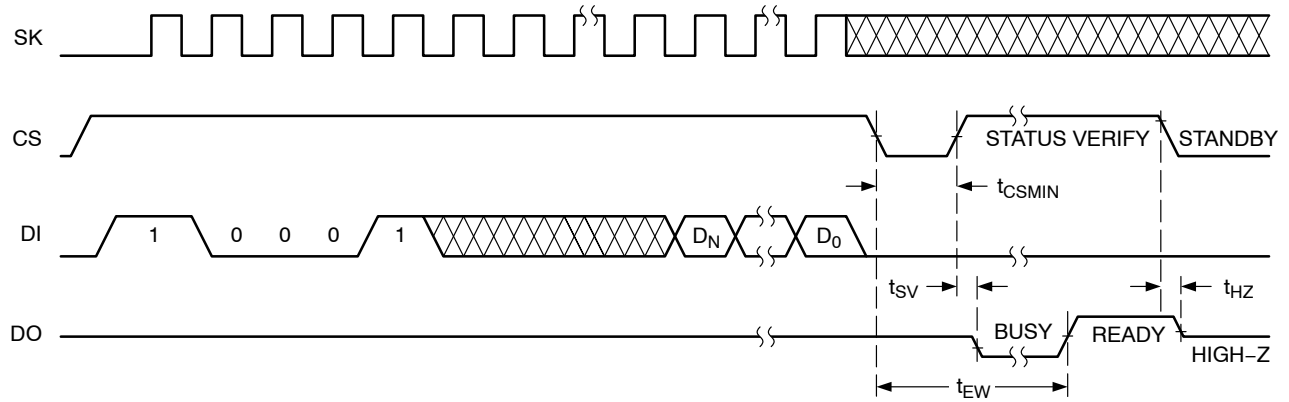 SK
CS
STATUS VERIFY STANDBY
tCSMIN
DI 1 0 0 0 1 DN D0
tSV tHZ
DO BUSY READY
HIGH–Z
tEW